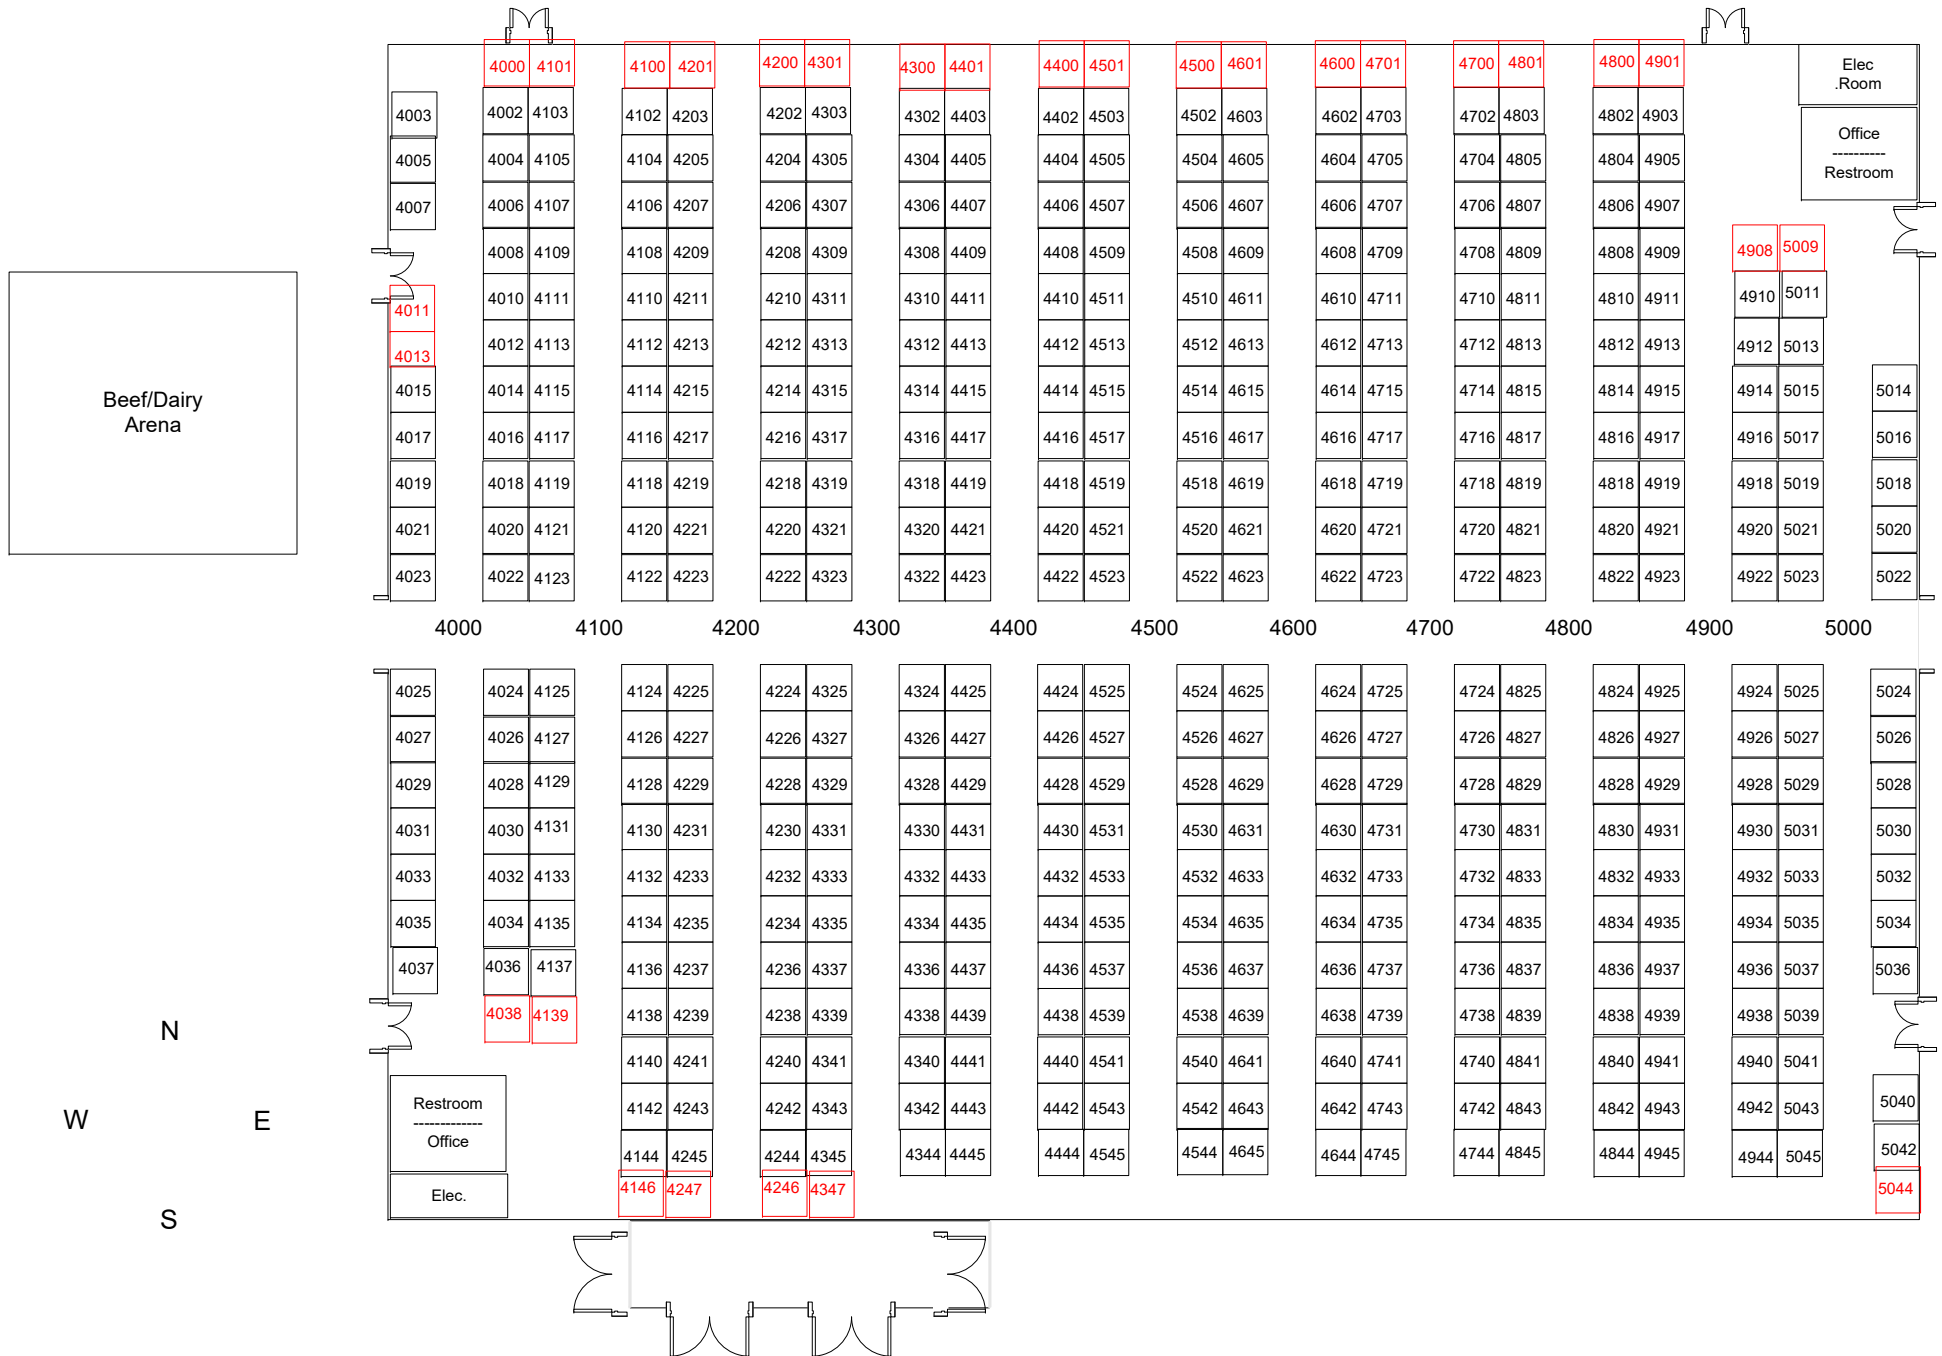 4000 4101 4100 4201 4200 4301 4300 4401 4400 4501 4500 4601 4600 4701 4700 4801 4800 4901 Elec
.Room
4003 4002 4103 4102 4203 4202 4303 4302 4403 4402 4503 4502 4603 4602 4703 4702 4803 4802 4903
Office
----------
Restroom
4005 4004 4105 4104 4205 4204 4305 4304 4405 4404 4505 4504 4605 4604 4705 4704 4805 4804 4905
4007 4006 4107 4106 4207 4206 4307 4306 4407 4406 4507 4506 4607 4606 4707 4706 4807 4806 4907
4008 4109 4108 4209 4208 4309 4308 4409 4408 4509 4508 4609 4608 4709 4708 4809 4808 4909 4908 5009
4011 4010 4111 4110 4211 4210 4311 4310 4411 4410 4511 4510 4611 4610 4711 4710 4811 4810 4911 4910 5011
4013 4012 4113 4112 4213 4212 4313 4312 4413 4412 4513 4512 4613 4612 4713 4712 4813 4812 4913 4912 5013
Beef/Dairy
Arena
4015 4014 4115 4114 4215 4214 4315 4314 4415 4414 4515 4514 4615 4614 4715 4714 4815 4814 4915 4914 5015 5014
4017 4016 4117 4116 4217 4216 4317 4316 4417 4416 4517 4516 4617 4616 4717 4716 4817 4816 4917 4916 5017 5016
4019 4018 4119 4118 4219 4218 4319 4318 4419 4418 4519 4518 4619 4618 4719 4718 4819 4818 4919 4918 5019 5018
4021 4020 4121 4120 4221 4220 4321 4320 4421 4420 4521 4520 4621 4620 4721 4720 4821 4820 4921 4920 5021 5020
4023 4022 4123 4122 4223 4222 4323 4322 4423 4422 4523 4522 4623 4622 4723 4722 4823 4822 4923 4922 5023 5022
4000 4100 4200 4300 4400 4500 4600 4700 4800 4900 5000
4025 4024 4125 4124 4225 4224 4325 4324 4425 4424 4525 4524 4625 4624 4725 4724 4825 4824 4925 4924 5025 5024
4027 4026 4127 4126 4227 4226 4327 4326 4427 4426 4527 4526 4627 4626 4727 4726 4827 4826 4927 4926 5027 5026
4029 4028 4129 4128 4229 4228 4329 4328 4429 4428 4529 4528 4629 4628 4729 4728 4829 4828 4929 4928 5029 5028
4031 4030 4131 4130 4231 4230 4331 4330 4431 4430 4531 4530 4631 4630 4731 4730 4831 4830 4931 4930 5031 5030
4033 4032 4133 4132 4233 4232 4333 4332 4433 4432 4533 4532 4633 4632 4733 4732 4833 4832 4933 4932 5033 5032
4035 4034 4135 4134 4235 4234 4335 4334 4435 4434 4535 4534 4635 4634 4735 4734 4835 4834 4935 4934 5035 5034
4037 4036 4137 4136 4237 4236 4337 4336 4437 4436 4537 4536 4637 4636 4737 4736 4837 4836 4937 4936 5037 5036
4038 4139 4138 4239 4238 4339 4338 4439 4438 4539 4538 4639 4638 4739 4738 4839 4838 4939 4938 5039
N
4140 4241 4240 4341 4340 4441 4440 4541 4540 4641 4640 4741 4740 4841 4840 4941 4940 5041
Restroom
-------------
Office
W E
4142 4243 4242 4343 4342 4443 4442 4543 4542 4643 4642 4743 4742 4843 4842 4943 4942 5043 5040
4144 4245 4244 4345 4344 4445 4444 4545 4544 4645 4644 4745 4744 4845 4844 4945 4944 5045 5042
Elec. 4146 4247 4246 4347 5044
S